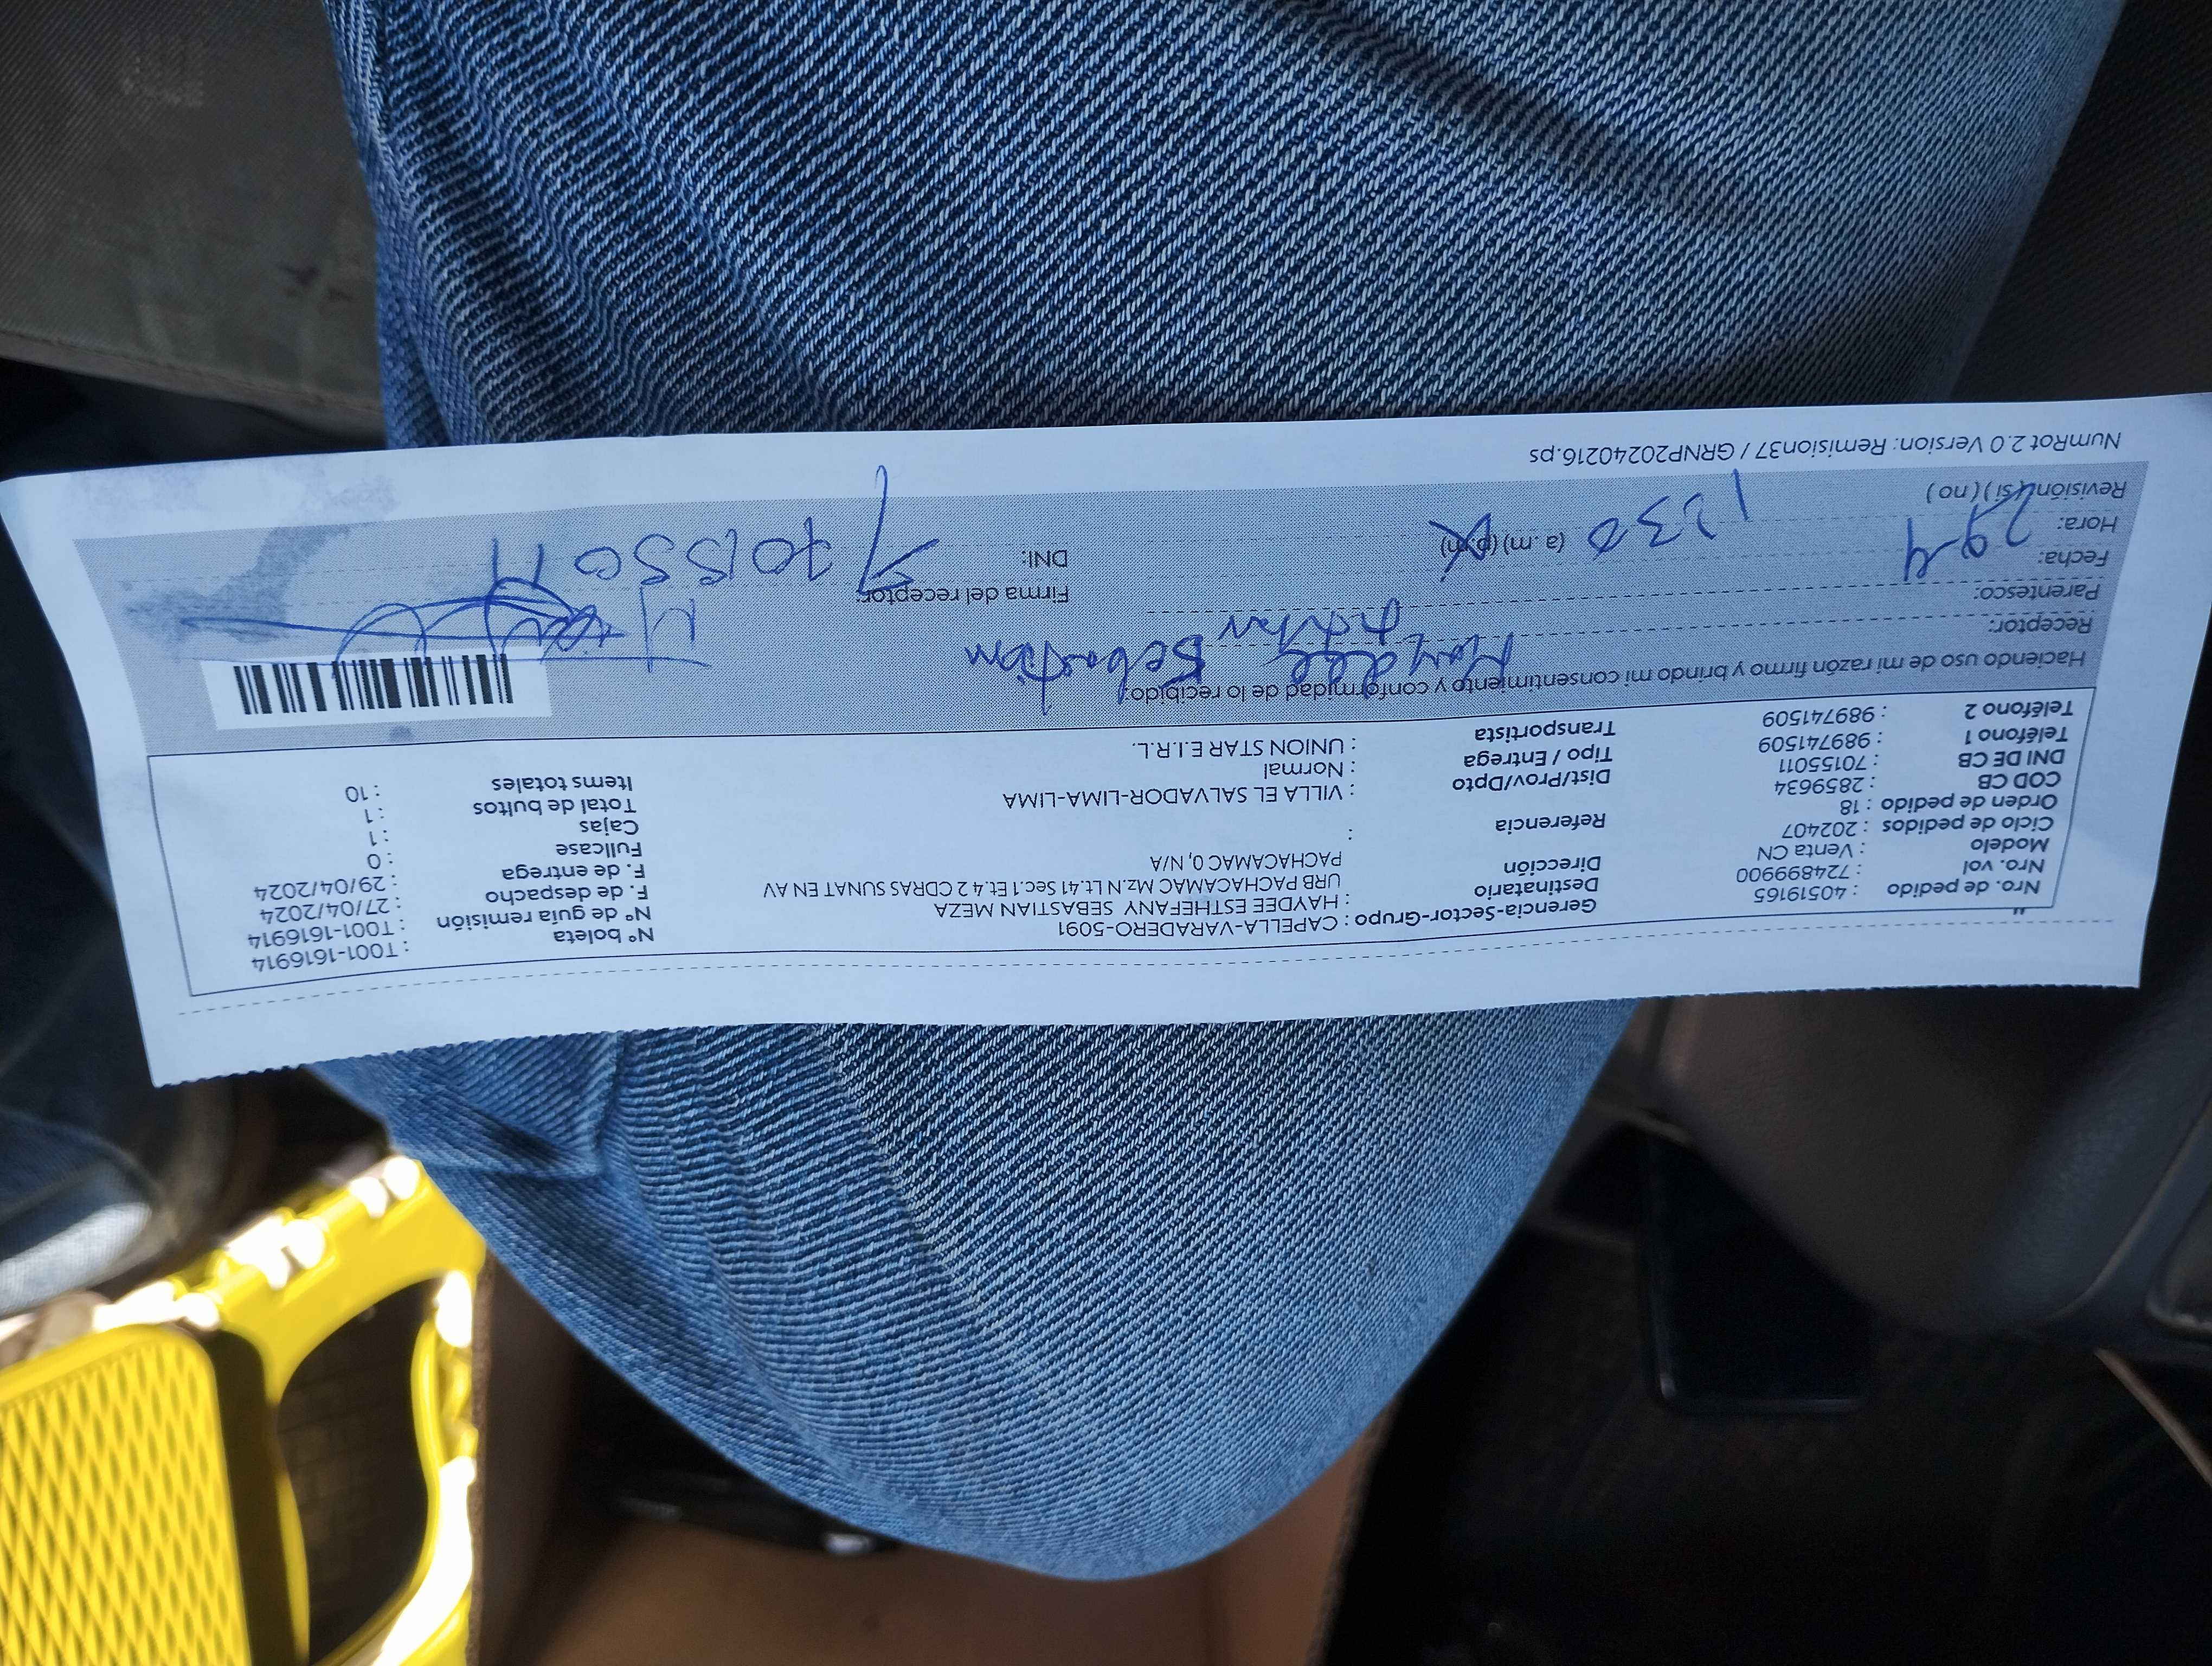 Nro. de pedido : 40519165
Nro. vol : 724899900
Modelo : Venta CN
Ciclo de pedidos : 202407
Orden de pedido : 18
COD CB : 2859634
DNI DE CB : 70155011
Teléfono 1 : 989741509
Teléfono 2 : 989741509
Gerencia-Sector-Grupo : CAPELLA-VARADERO-5091
Destinatario : HAYDEE ESTHEFANY SEBASTIAN MEZA
Dirección URB PACHACAMAC Mz.N Lt.41 Sec.1 Et.4 2 CDRAS SUNAT EN AV
PACHACAMAC 0, N/A
Referencia :
Dist/Prov/Dpto : VILLA EL SALVADOR-LIMA-LIMA
Tipo / Entrega : Normal
Transportista : UNION STAR E.I.R.L.
N° boleta : T001-1616914
N° de guia remisión : T001-1616914
F. de despacho : 27/04/2024
F. de entrega : 29/04/2024
Fullcase : 0
Cajas : 1
Total de bultos : 1
Items totales : 10
Haciendo uso de mi razón firmo y brindo mi consentimiento y conformidad de lo recibido:
Receptor: Haydee Sebastian
Parentesco:
Fecha: 29 4
Hora: 1230 (a. m) (p.m)
Revisión (si) (no)
Firma del receptor:
DNI: 70155011
NumRot 2.0 Version: Remision37 / GRNP20240216.ps